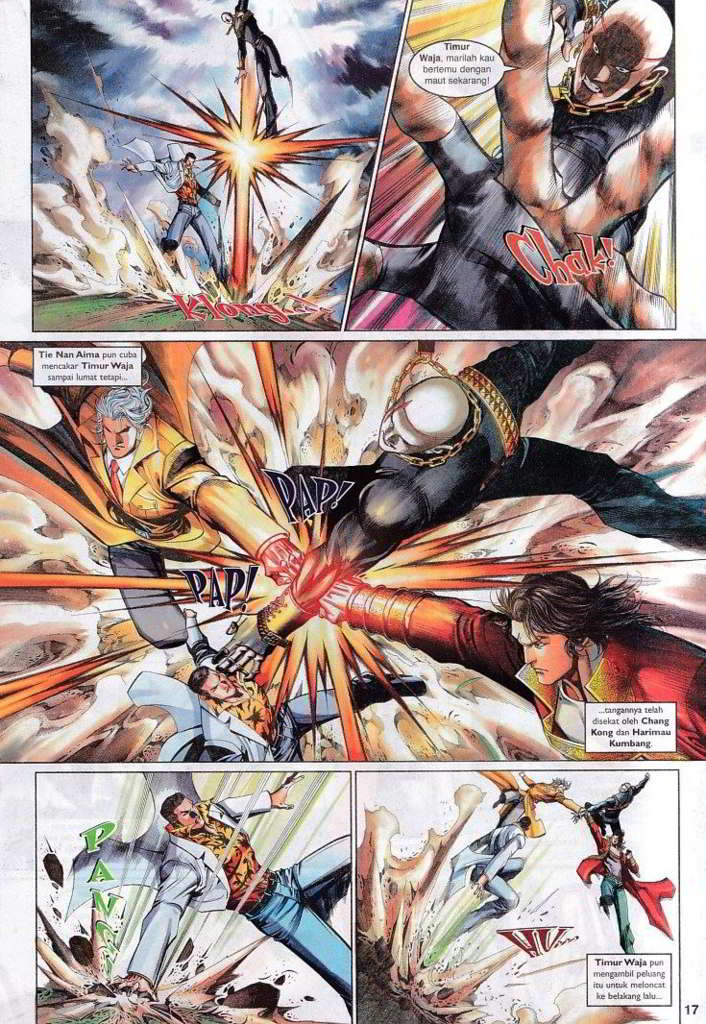 Klong...!
Timur
Waja, marilah kau
bertemu dengan
maut sekarang!
Chak!
Tie Nan Aima pun cuba
mencakar Timur Waja
sampai lumat tetapi...
PAP!
PAP!
...tangannya telah
disekat oleh Chang
Kong dan Harimau
Kumbang.
PANG!
Timur Waja pun
mengambil peluang
itu untuk meloncat
ke belakang lalu...
17